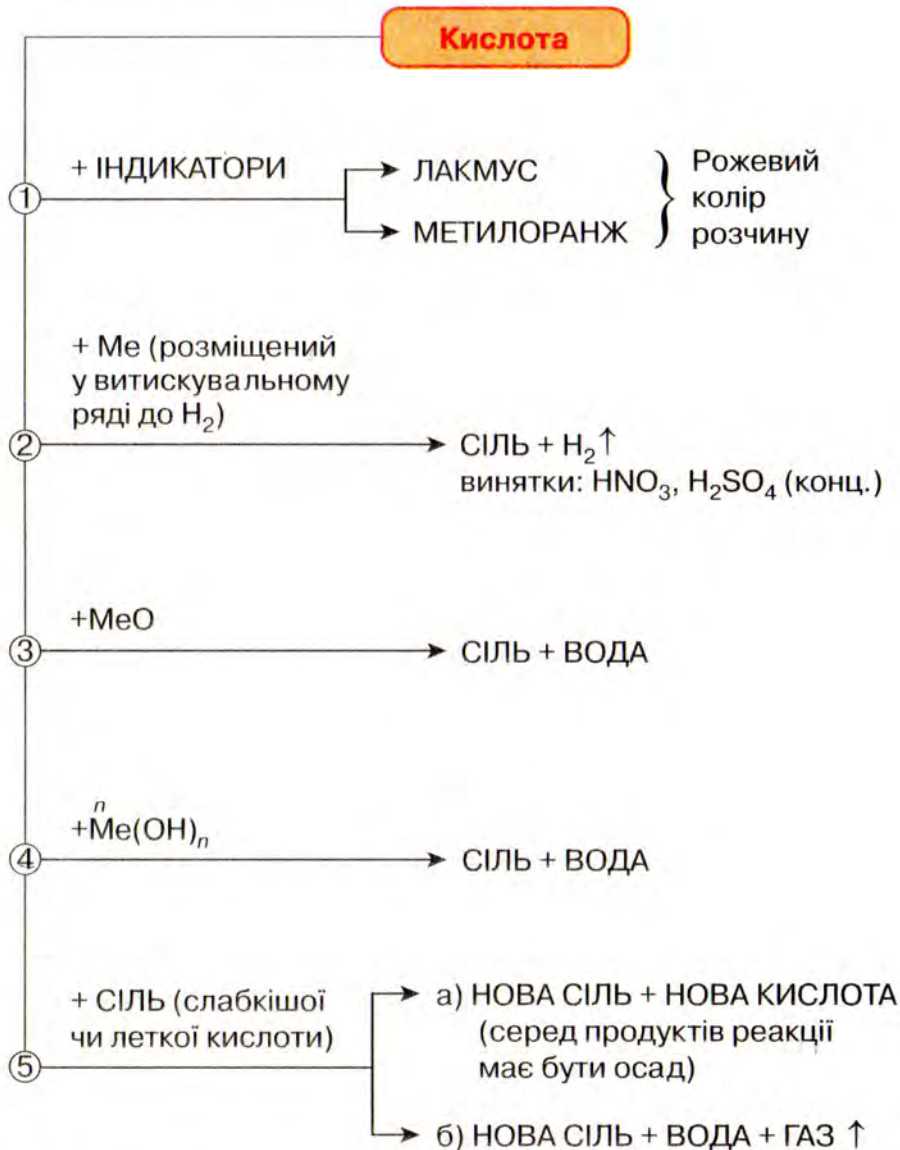 Кислота
+ ІНДИКАТОРИ
ЛАКМУС
МЕТИЛОРАНЖ
Рожевий
колір
розчину
1
+ Ме (розміщений
у витискувальному
ряді до H₂)
2
СІЛЬ + H₂↑
винятки: HNO₃, H₂SO₄ (конц.)
+МеО
3
СІЛЬ + ВОДА
n
+Me(OH)ₙ
4
СІЛЬ + ВОДА
+ СІЛЬ (слабкішої
чи леткої кислоти)
5
а) НОВА СІЛЬ + НОВА КИСЛОТА
(серед продуктів реакції
має бути осад)
б) НОВА СІЛЬ + ВОДА + ГАЗ ↑